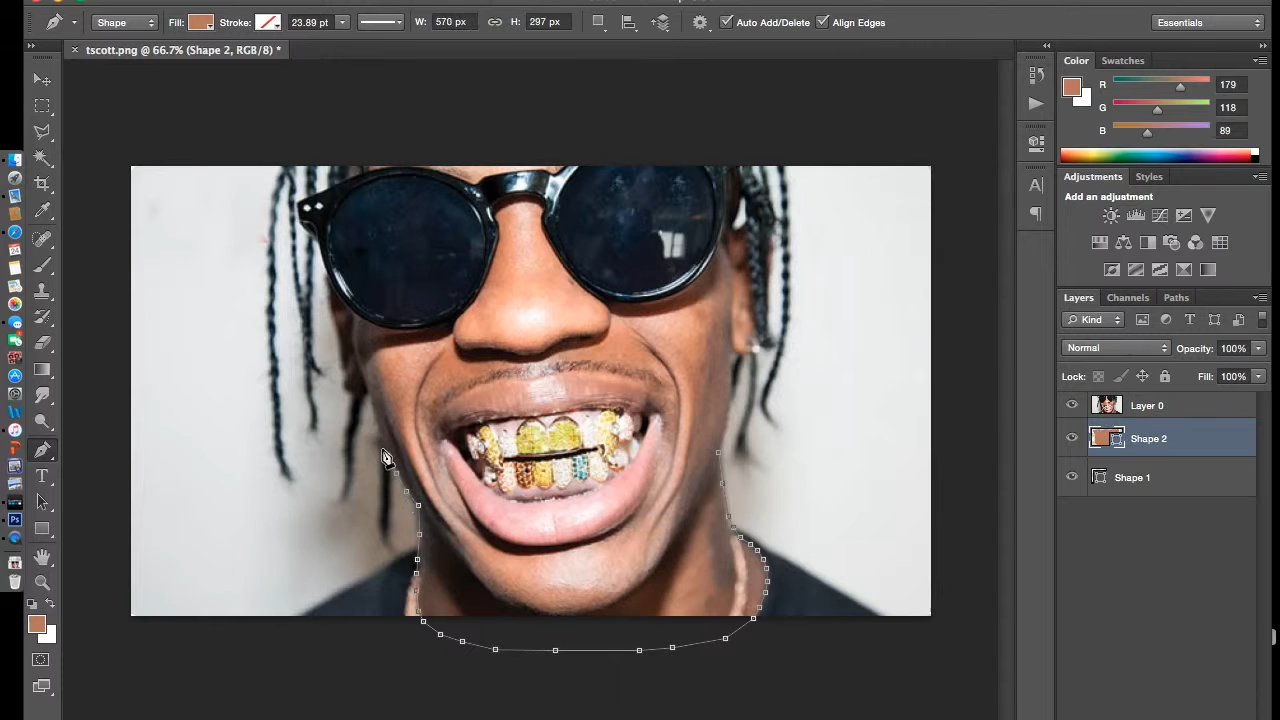 Shape Fill: Stroke: 23.89 pt W: 570 px H: 297 px Auto Add/Delete Align Edges Essentials
tscott.png @ 66.7% (Shape 2, RGB/8) *
Color Swatches
R 179
G 118
B 89
Adjustments Styles
Add an adjustment
Layers Channels Paths
Kind T
Normal Opacity: 100%
Lock: Fill: 100%
Layer 0
Shape 2
Shape 1
A
T
Ps